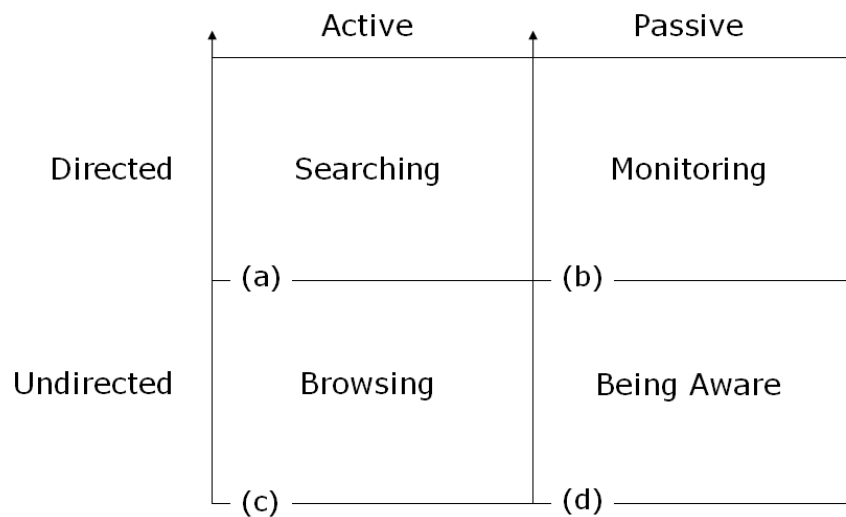 Active Passive
Directed Searching Monitoring
(a) (b)
Undirected Browsing Being Aware
(c) (d)